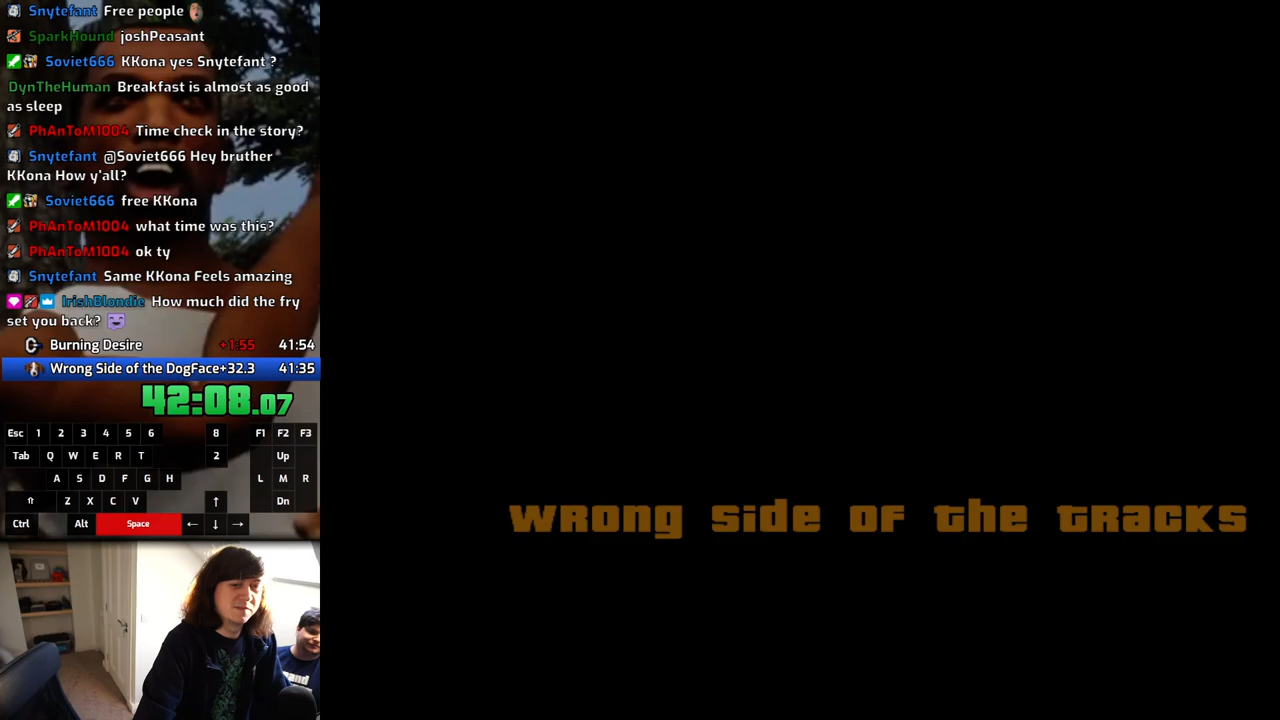 Snytefant Free people
SparkHound joshPeasant
Soviet666 KKona yes Snytefant ?
DynTheHuman Breakfast is almost as good
as sleep
PhAnToM1004 Time check in the story?
Snytefant @Soviet666 Hey bruther
KKona How y'all?
Soviet666 free KKona
PhAnToM1004 what time was this?
PhAnToM1004 ok ty
Snytefant Same KKona Feels amazing
IrishBlondie How much did the fry
set you back?
Burning Desire +1:55 41:54
Wrong Side of the DogFace+32.3 41:35
42:08.07
Esc 1 2 3 4 5 6 8 F1 F2 F3
Tab Q W E R T 2 Up
A S D F G H L M R
⇧ Z X C V ↑ Dn
Ctrl Alt Space ← ↓ →
wrong side of the tracks